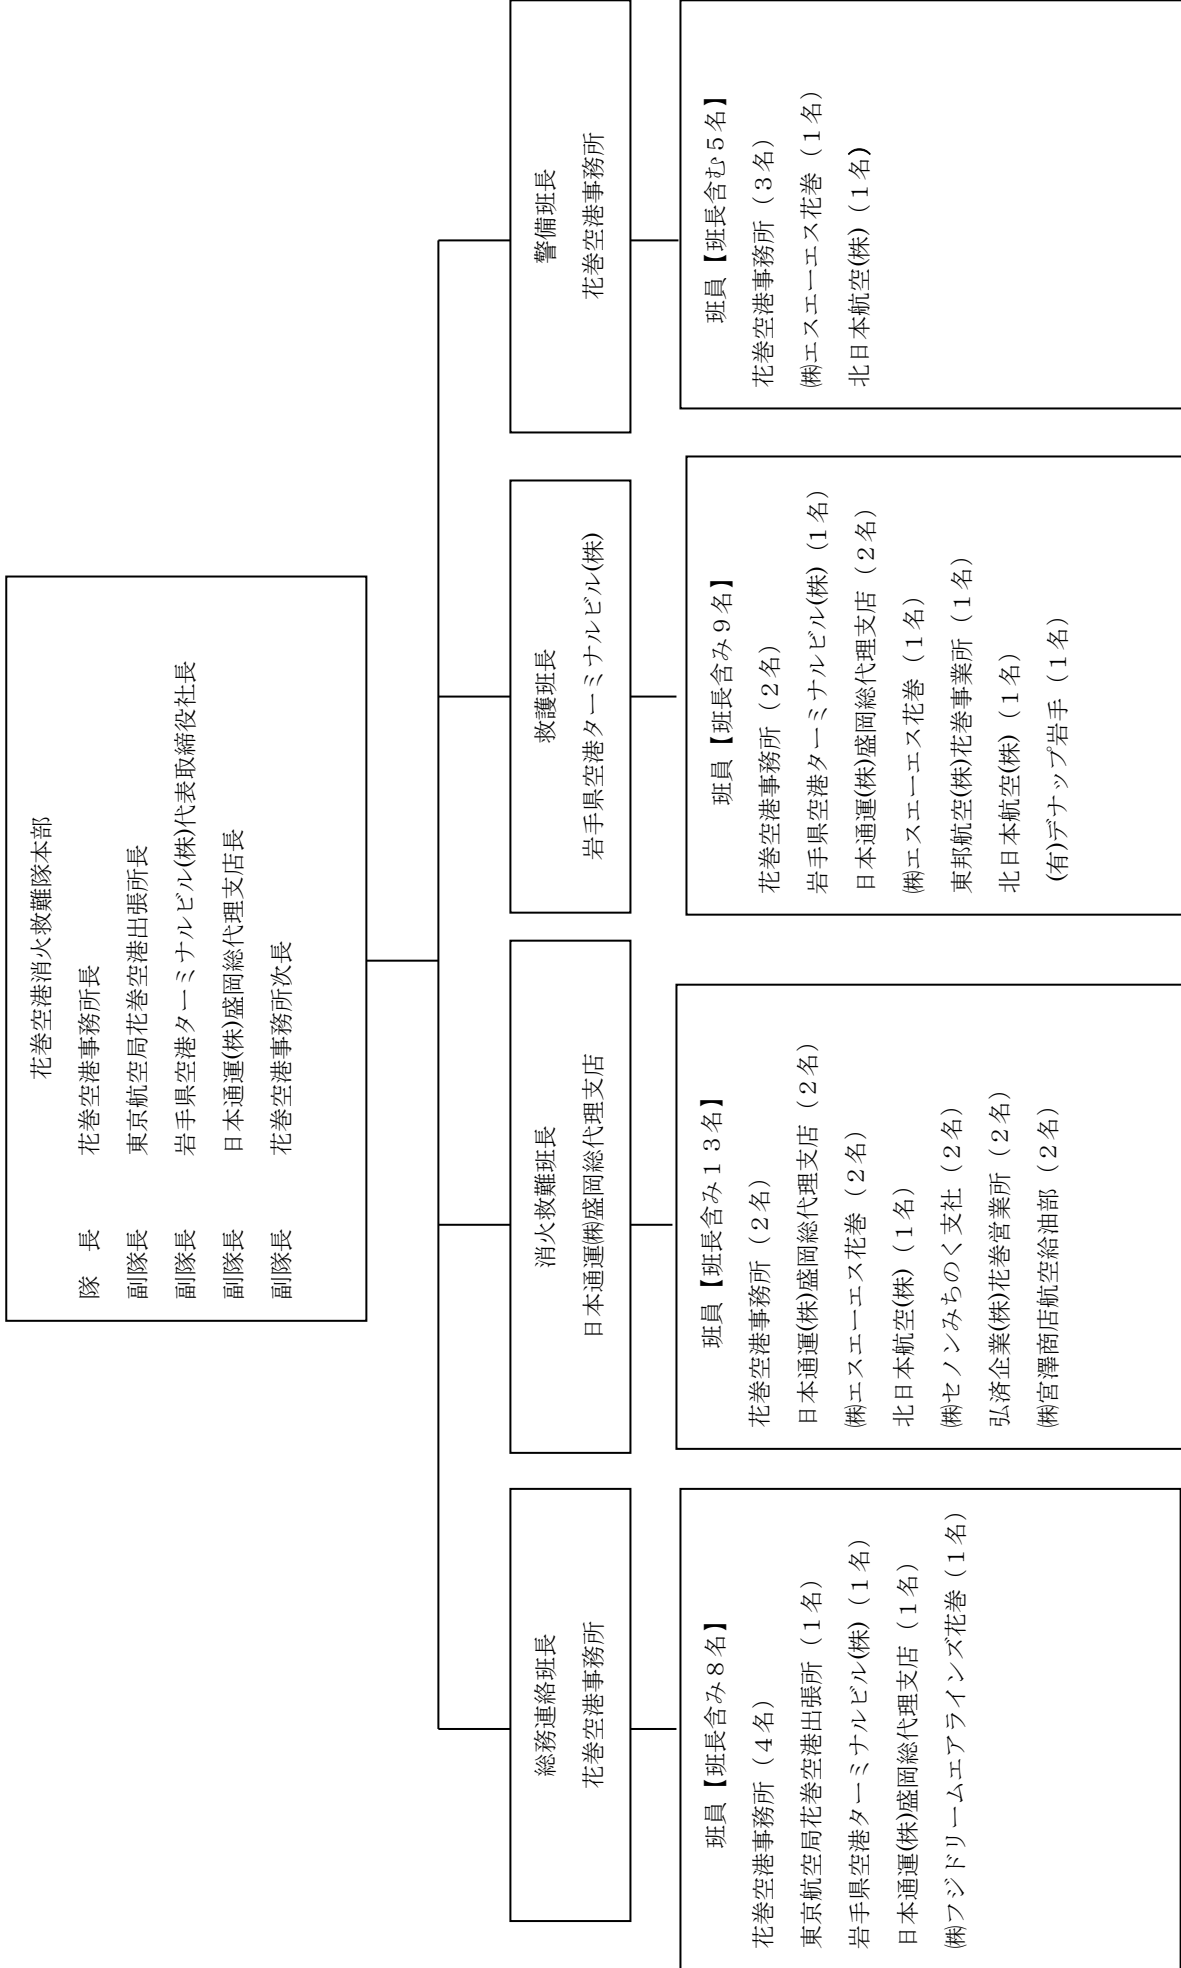 花巻空港消火救難隊本部
隊　長　　花巻空港事務所長
副隊長　　東京航空局花巻空港出張所長
副隊長　　岩手県空港ターミナルビル(株)代表取締役社長
副隊長　　日本通運(株)盛岡総代理支店長
副隊長　　花巻空港事務所次長
総務連絡班長
花巻空港事務所
班員【班長含み８名】
花巻空港事務所（４名）
東京航空局花巻空港出張所（１名）
岩手県空港ターミナルビル(株)（１名）
日本通運(株)盛岡総代理支店（１名）
㈱フジドリームエアラインズ花巻（１名）
消火救難班長
日本通運㈱盛岡総代理支店
班員【班長含み１３名】
花巻空港事務所（２名）
日本通運(株)盛岡総代理支店（２名）
㈱エスエーエス花巻（２名）
北日本航空(株)（１名）
㈱セノンみちのく支社（２名）
弘済企業(株)花巻営業所（２名）
㈱宮澤商店航空給油部（２名）
救護班長
岩手県空港ターミナルビル(株)
班員【班長含み９名】
花巻空港事務所（２名）
岩手県空港ターミナルビル(株)（１名）
日本通運(株)盛岡総代理支店（２名）
㈱エスエーエス花巻（１名）
東邦航空(株)花巻事業所（１名）
北日本航空(株)（１名）
(有)デナップ岩手（１名）
警備班長
花巻空港事務所
班員【班長含む５名】
花巻空港事務所（３名）
㈱エスエーエス花巻（１名）
北日本航空(株)（１名）